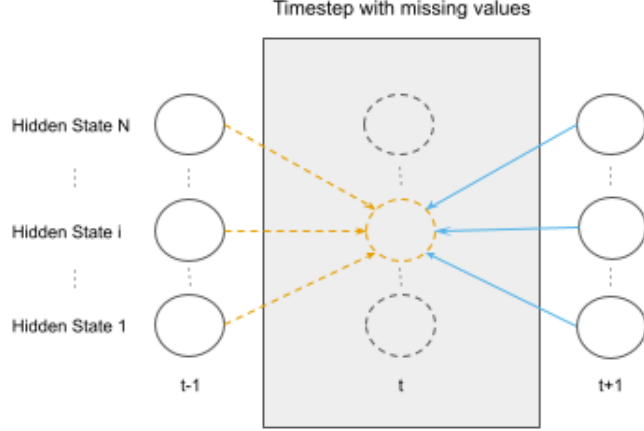 Timestep with missing values
Hidden State N
Hidden State i
Hidden State 1
t-1
t
t+1